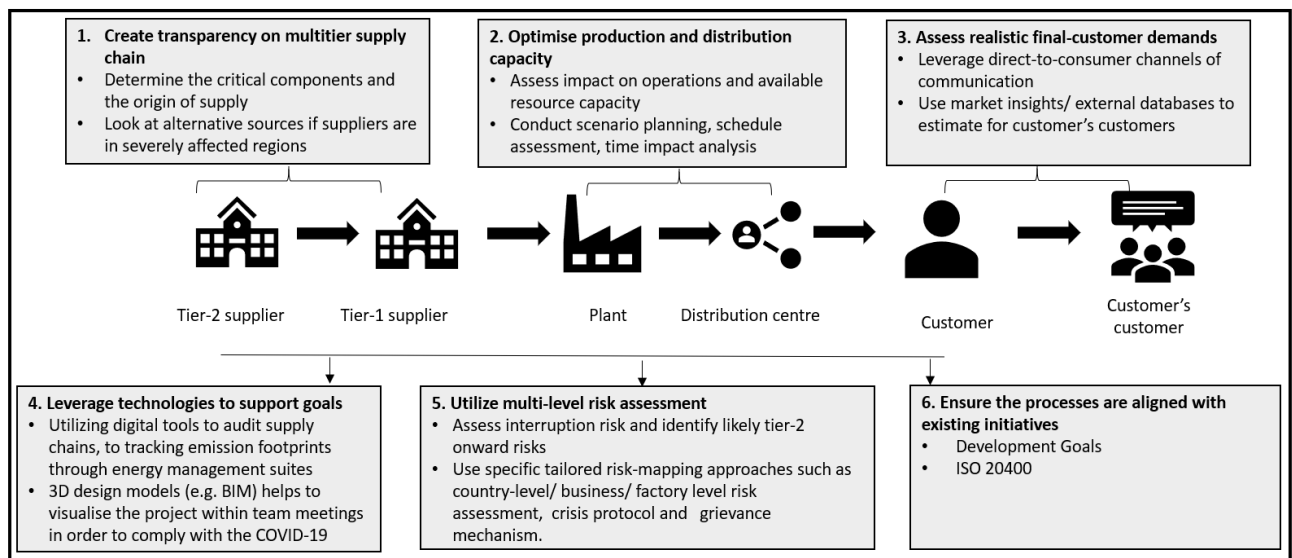 1. Create transparency on multitier supply
chain
• Determine the critical components and
the origin of supply
• Look at alternative sources if suppliers are
in severely affected regions
2. Optimise production and distribution
capacity
• Assess impact on operations and available
resource capacity
• Conduct scenario planning, schedule
assessment, time impact analysis
3. Assess realistic final-customer demands
• Leverage direct-to-consumer channels of
communication
• Use market insights/ external databases to
estimate for customer's customers
Tier-2 supplier
Tier-1 supplier
Plant
Distribution centre
Customer
Customer's
customer
4. Leverage technologies to support goals
• Utilizing digital tools to audit supply
chains, to tracking emission footprints
through energy management suites
• 3D design models (e.g. BIM) helps to
visualise the project within team meetings
in order to comply with the COVID-19
5. Utilize multi-level risk assessment
• Assess interruption risk and identify likely tier-2
onward risks
• Use specific tailored risk-mapping approaches such as
country-level/ business/ factory level risk
assessment, crisis protocol and grievance
mechanism.
6. Ensure the processes are aligned with
existing initiatives
• Development Goals
• ISO 20400